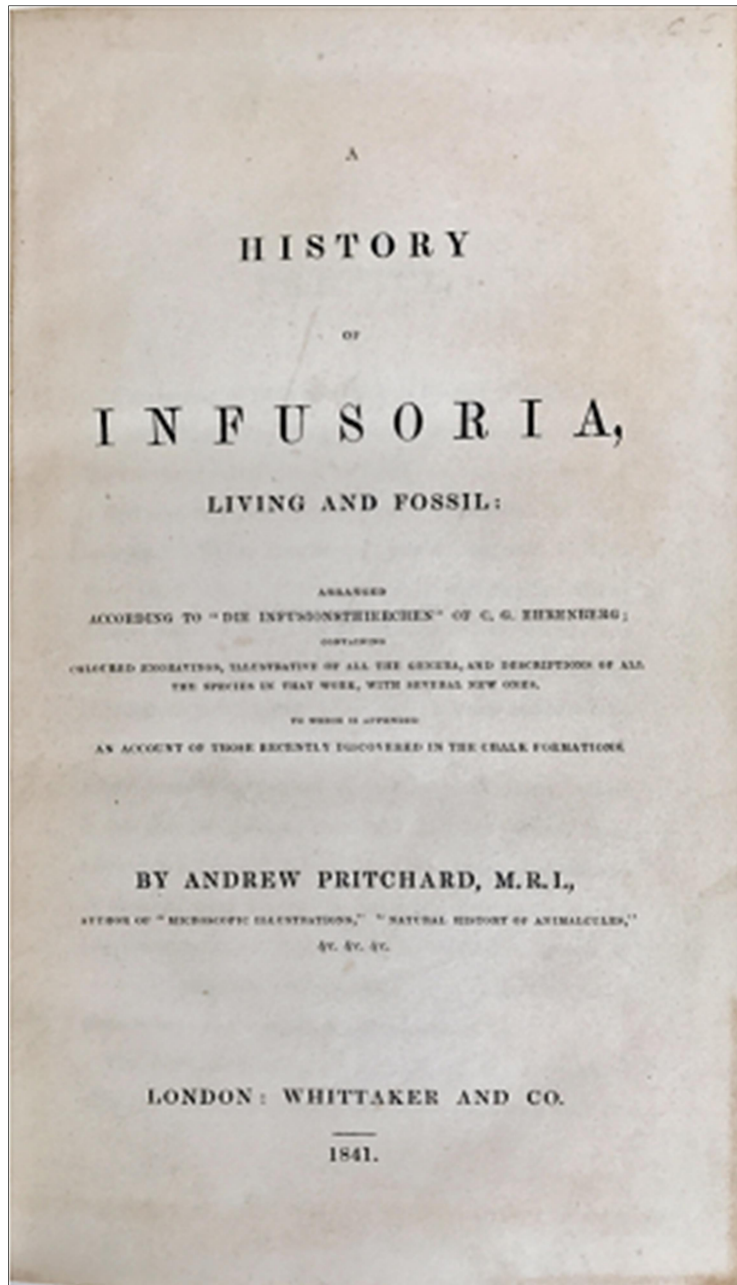 A
HISTORY
OF
INFUSORIA,
LIVING AND FOSSIL:
ARRANGED
ACCORDING TO "DIE INFUSIONSTHIERCHEN" OF C. G. EHRENBERG;
CONTAINING
COLOURED ENGRAVINGS, ILLUSTRATIVE OF ALL THE GENERA, AND DESCRIPTIONS OF ALL
THE SPECIES IN THAT WORK, WITH SEVERAL NEW ONES.
TO WHICH IS APPENDED
AN ACCOUNT OF THOSE RECENTLY DISCOVERED IN THE CHALK FORMATIONS.
BY ANDREW PRITCHARD, M.R.I.,
AUTHOR OF "MICROSCOPIC ILLUSTRATIONS," "NATURAL HISTORY OF ANIMALCULES,"
&c. &c. &c.
LONDON: WHITTAKER AND CO.
1841.